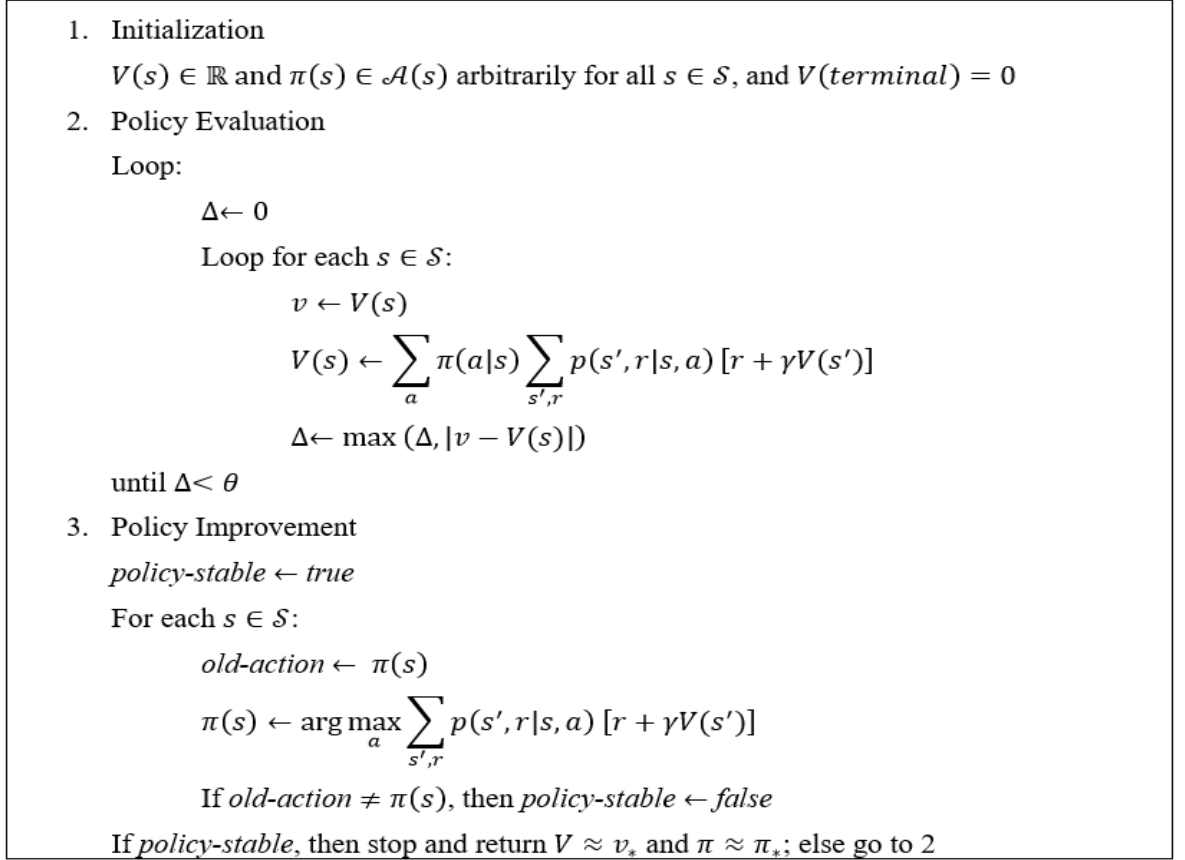 1. Initialization
V(s) ∈ ℝ and π(s) ∈ 𝒜(s) arbitrarily for all s ∈ 𝒮, and V(terminal) = 0
2. Policy Evaluation
Loop:
Δ← 0
Loop for each s ∈ 𝒮:
v ← V(s)
V(s) ← ∑_a π(a|s) ∑_{s′,r} p(s′, r|s, a) [r + γV(s′)]
Δ← max (Δ, |v − V(s)|)
until Δ< θ
3. Policy Improvement
policy-stable ← true
For each s ∈ 𝒮:
old-action ← π(s)
π(s) ← arg max_a ∑_{s′,r} p(s′, r|s, a) [r + γV(s′)]
If old-action ≠ π(s), then policy-stable ← false
If policy-stable, then stop and return V ≈ v_* and π ≈ π_*; else go to 2